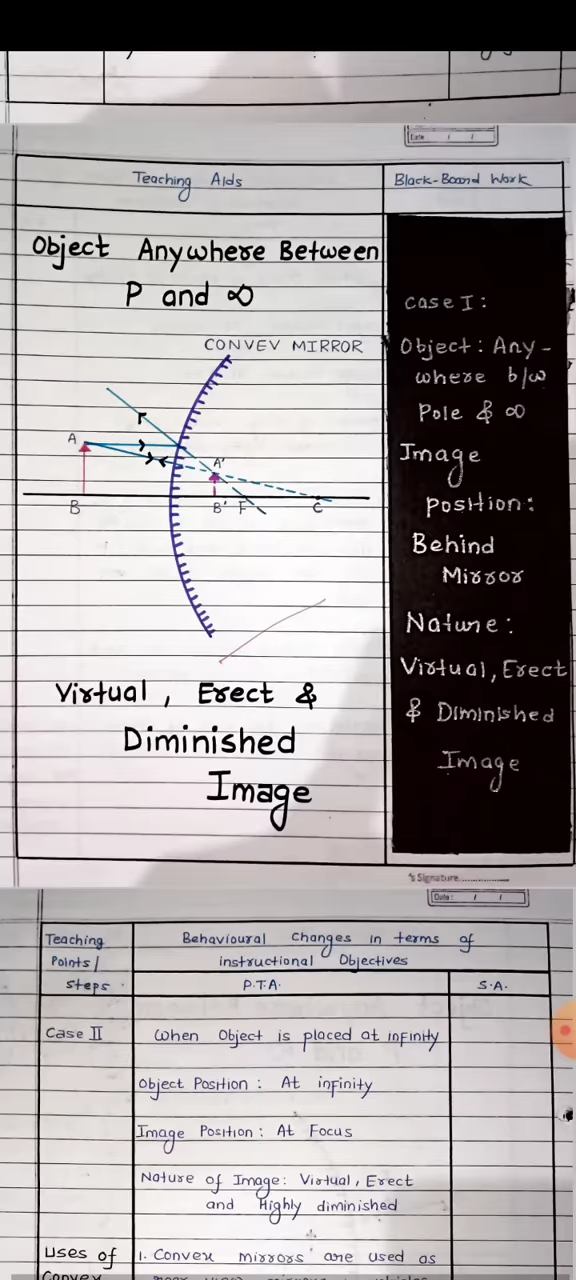 Date / /
Teaching Aids
Black-Board Work
Object Anywhere Between
P and ∞
CONVEV MIRROR
A
A'
B
B'
F
C
Virtual, Erect &
Diminished
Image
Case I:
Object: Any-
where b/w
Pole & ∞
Image
Position:
Behind
Mirror
Nature:
Virtual, Erect
& Diminished
Image
's Signature
Date: / /
Teaching
Points/
Steps
Behavioural Changes in terms of
instructional Objectives
P.T.A.
S.A.
Case II
When Object is placed at infinity
Object Position: At infinity
Image Position: At Focus
Nature of Image: Virtual, Erect
and Highly diminished
Uses of
Convex
1. Convex mirrors are used as